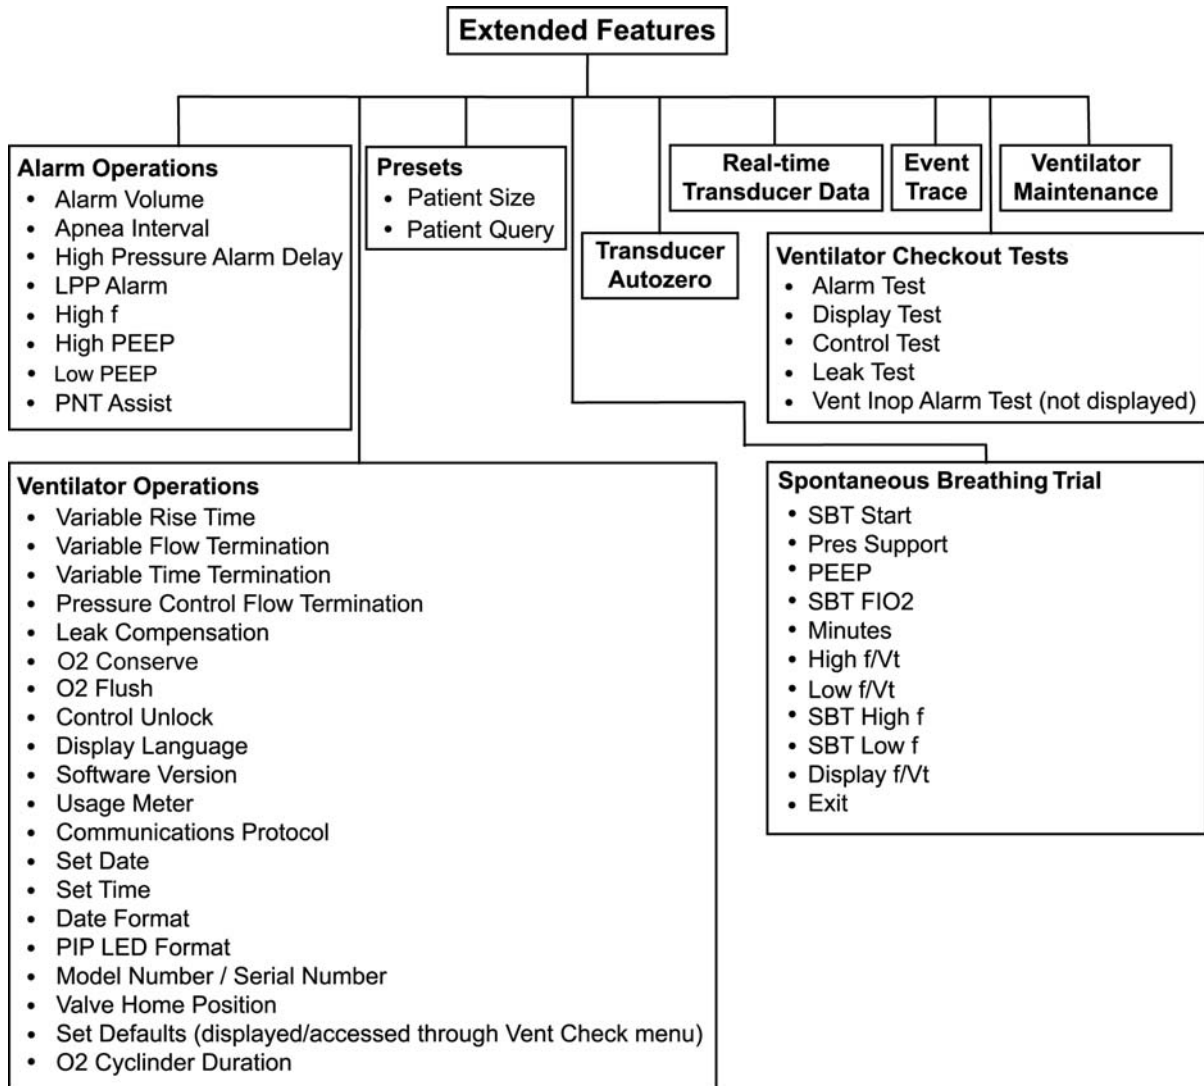 Extended Features
Alarm Operations
• Alarm Volume
• Apnea Interval
• High Pressure Alarm Delay
• LPP Alarm
• High f
• High PEEP
• Low PEEP
• PNT Assist
Presets
• Patient Size
• Patient Query
Transducer
Autozero
Real-time
Transducer Data
Event
Trace
Ventilator
Maintenance
Ventilator Checkout Tests
• Alarm Test
• Display Test
• Control Test
• Leak Test
• Vent Inop Alarm Test (not displayed)
Ventilator Operations
• Variable Rise Time
• Variable Flow Termination
• Variable Time Termination
• Pressure Control Flow Termination
• Leak Compensation
• O2 Conserve
• O2 Flush
• Control Unlock
• Display Language
• Software Version
• Usage Meter
• Communications Protocol
• Set Date
• Set Time
• Date Format
• PIP LED Format
• Model Number / Serial Number
• Valve Home Position
• Set Defaults (displayed/accessed through Vent Check menu)
• O2 Cyclinder Duration
Spontaneous Breathing Trial
• SBT Start
• Pres Support
• PEEP
• SBT FIO2
• Minutes
• High f/Vt
• Low f/Vt
• SBT High f
• SBT Low f
• Display f/Vt
• Exit